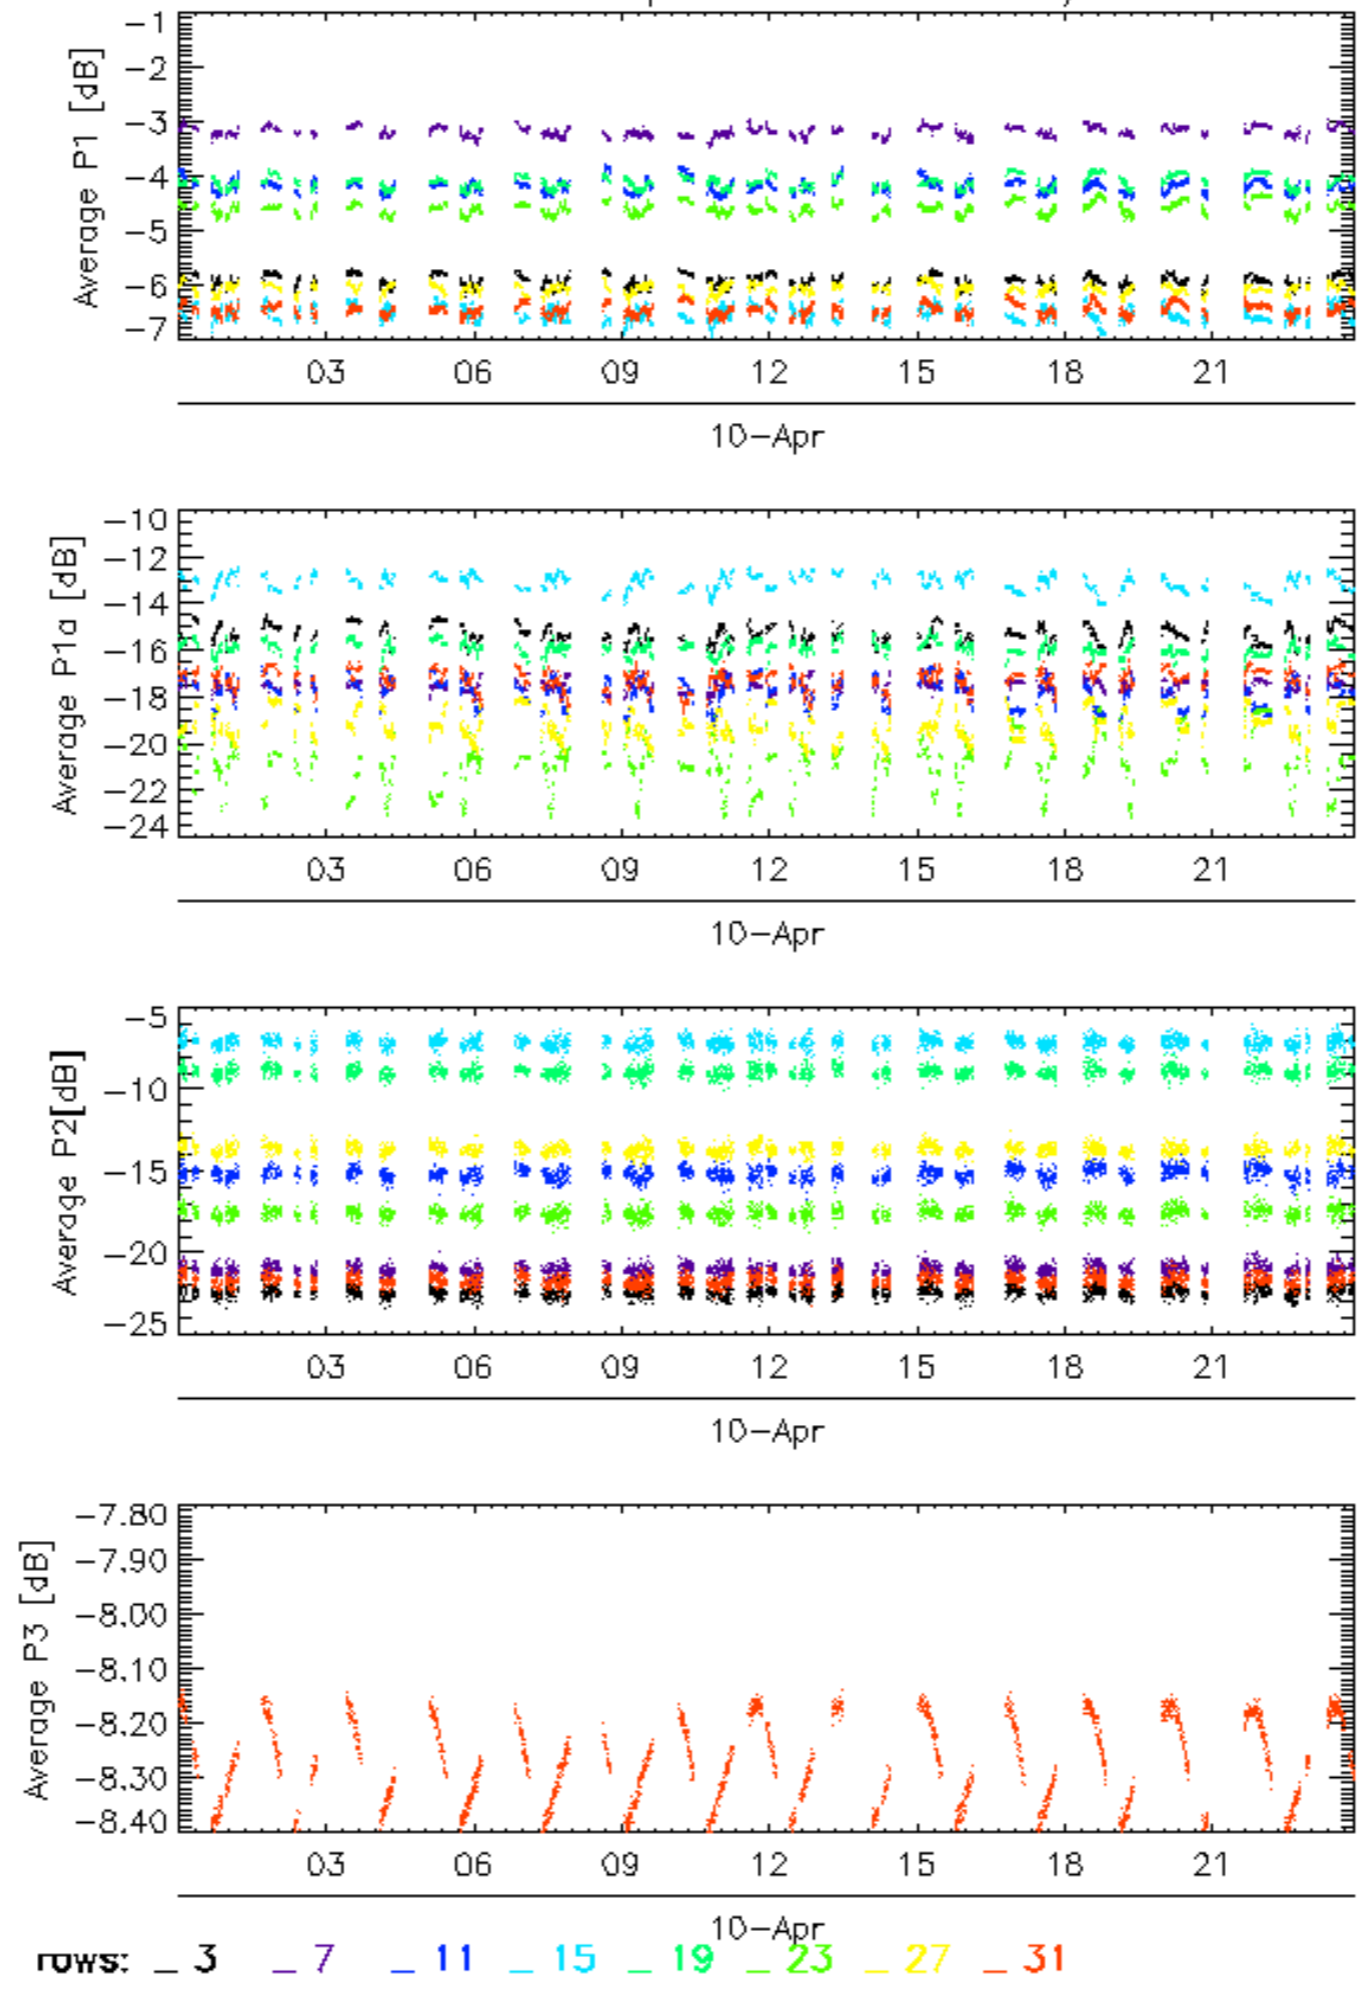 -1
-2
-3
-4
-5
-6
-7
Average P1 [dB]
03 06 09 12 15 18 21
10-Apr
-10
-12
-14
-16
-18
-20
-22
-24
Average P1a [dB]
03 06 09 12 15 18 21
10-Apr
-5
-10
-15
-20
-25
Average P2[dB]
03 06 09 12 15 18 21
10-Apr
-7.80
-7.90
-8.00
-8.10
-8.20
-8.30
-8.40
Average P3 [dB]
03 06 09 12 15 18 21
10-Apr
rows: _ 3 _ 7 _ 11 _ 15 _ 19 _ 23 _ 27 _ 31